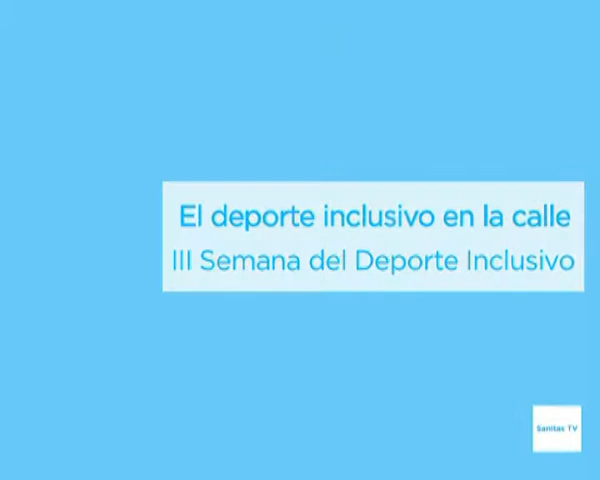 El deporte inclusivo en la calle
III Semana del Deporte Inclusivo
Sanitas TV